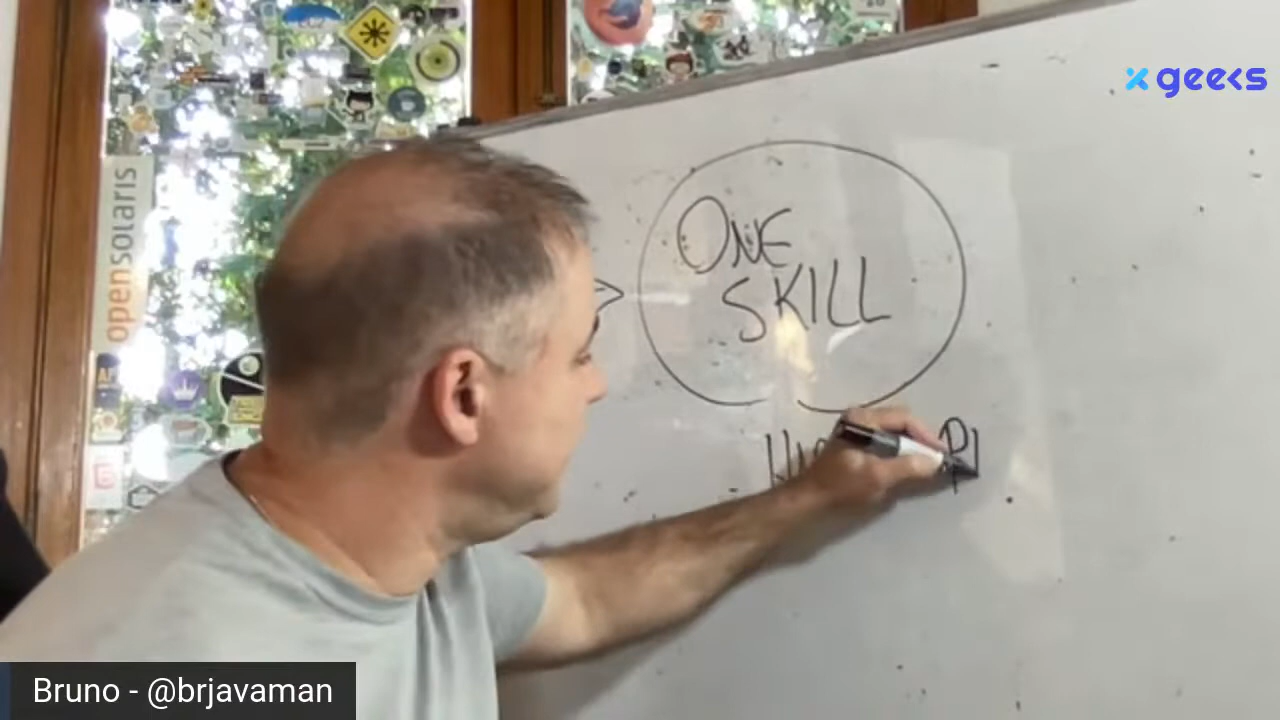 x geeks
opensolaris
ONE
SKILL
Bruno - @brjavaman